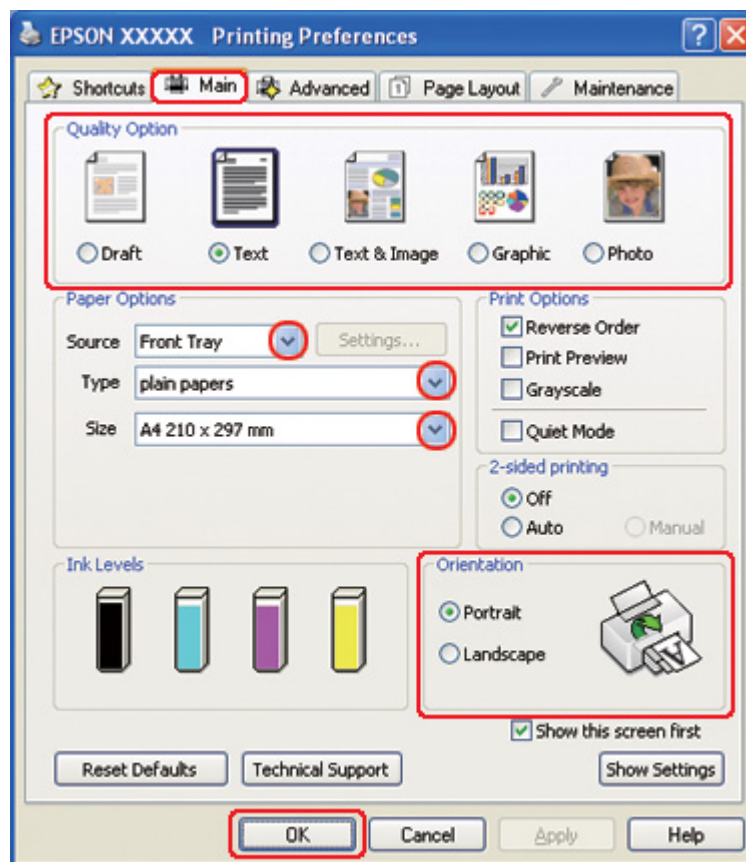 EPSON XXXXX Printing Preferences
Shortcuts Main Advanced 1 Page Layout Maintenance
Quality Option
Draft Text Text & Image Graphic Photo
Paper Options
Source Front Tray Settings...
Type plain papers
Size A4 210 x 297 mm
Print Options
Reverse Order
Print Preview
Grayscale
Quiet Mode
2-sided printing
Off
Auto Manual
Ink Levels
Orientation
Portrait
Landscape
A
Show this screen first
Reset Defaults Technical Support Show Settings
OK Cancel Apply Help